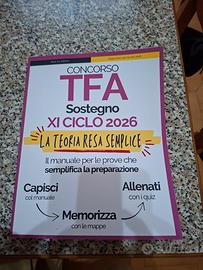 CONCORSO
TFA
Sostegno
XI CICLO 2026
LA TEORIA RESA SEMPLICE
Il manuale per le prove che
semplifica la preparazione
Capisci
col manuale
Allenati
con i quiz
Memorizza
con le mappe